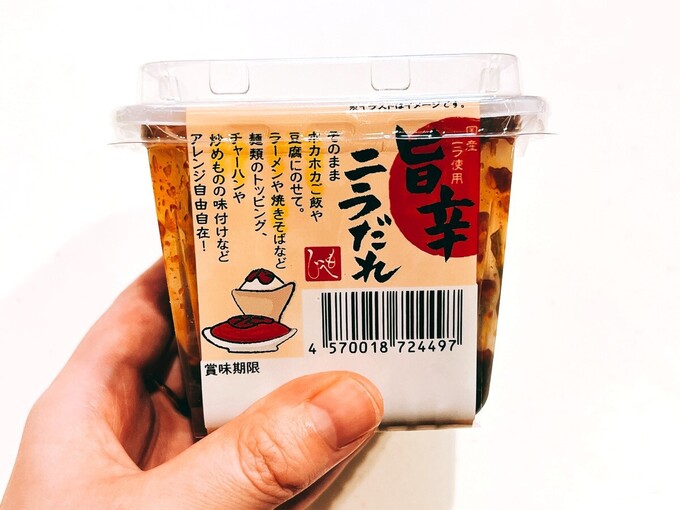 ※イラストはイメージです。
国産
ニラ使用
旨辛
ニラだれ
もへじ
そのまま
ホカホカご飯や
豆腐にのせて。
ラーメンや焼きそばなど
麺類のトッピング、
チャーハンや
炒めものの味付けなど
アレンジ自由自在！
4 570018 724497
賞味期限